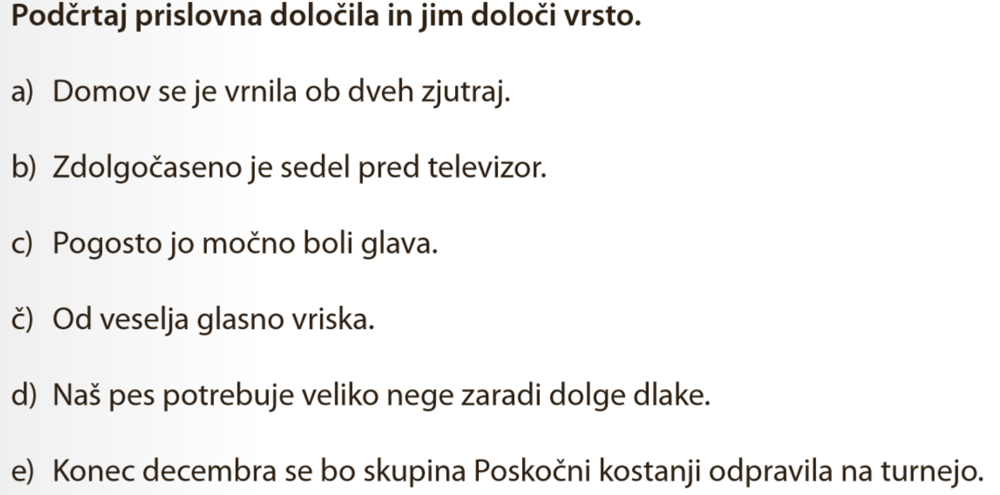 Podčrtaj prislovna določila in jim določi vrsto.
a) Domov se je vrnila ob dveh zjutraj.
b) Zdolgočaseno je sedel pred televizor.
c) Pogosto jo močno boli glava.
č) Od veselja glasno vriska.
d) Naš pes potrebuje veliko nege zaradi dolge dlake.
e) Konec decembra se bo skupina Poskočni kostanji odpravila na turnejo.